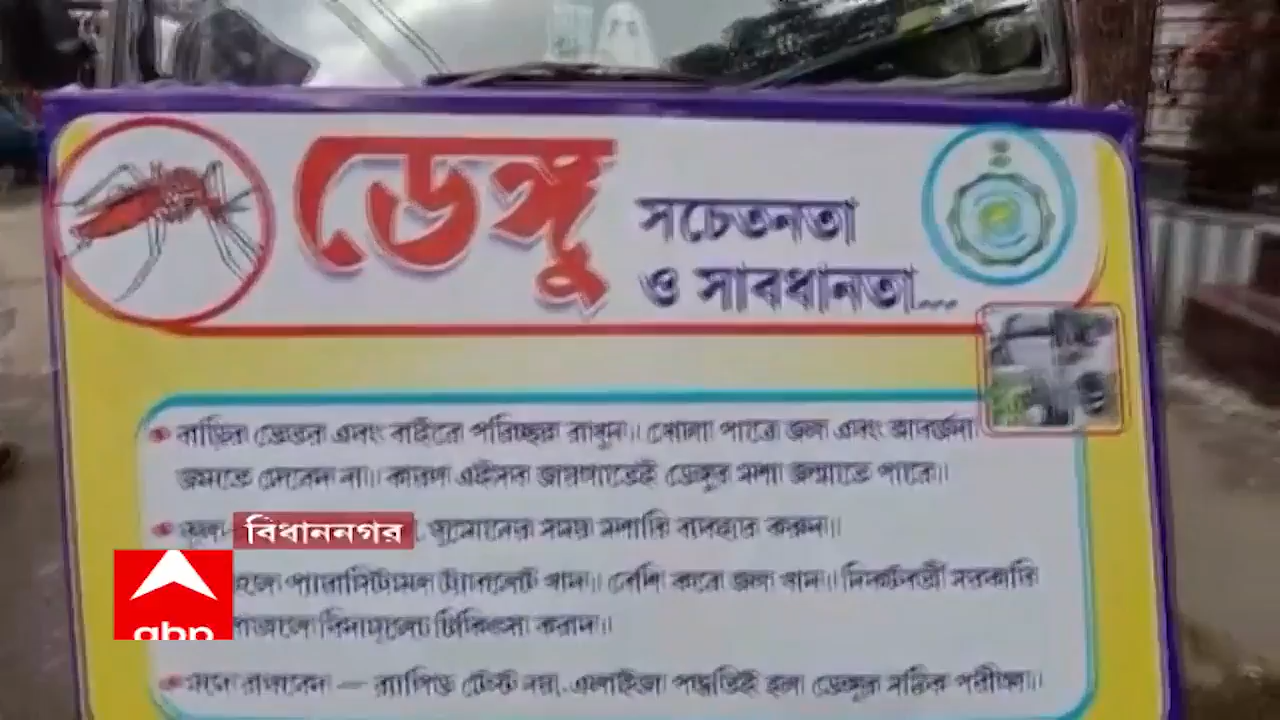 ডেঙ্গু
সচেতনতা
ও সাবধানতা...
বাড়ির ভেতর এবং বাইরে পরিচ্ছন্ন রাখুন। খোলা পাত্রে জল এবং আবর্জনা
জমতে দেবেন না। কারণ এইসব জায়গাতেই ডেঙ্গুর মশা জন্মাতে পারে।
ঘুমোনের সময় মশারি ব্যবহার করুন।
বিধাননগর
হলে প্যারাসিটামল ট্যাবলেট খান। বেশি করে জল খান। নিকটবর্তী সরকারি
বিনামূল্যে চিকিৎসা করান।
abp
মনে রাখবেন — র‍্যাপিড টেস্ট নয়, এলাইজা পদ্ধতিই হল ডেঙ্গুর সঠিক পরীক্ষা।